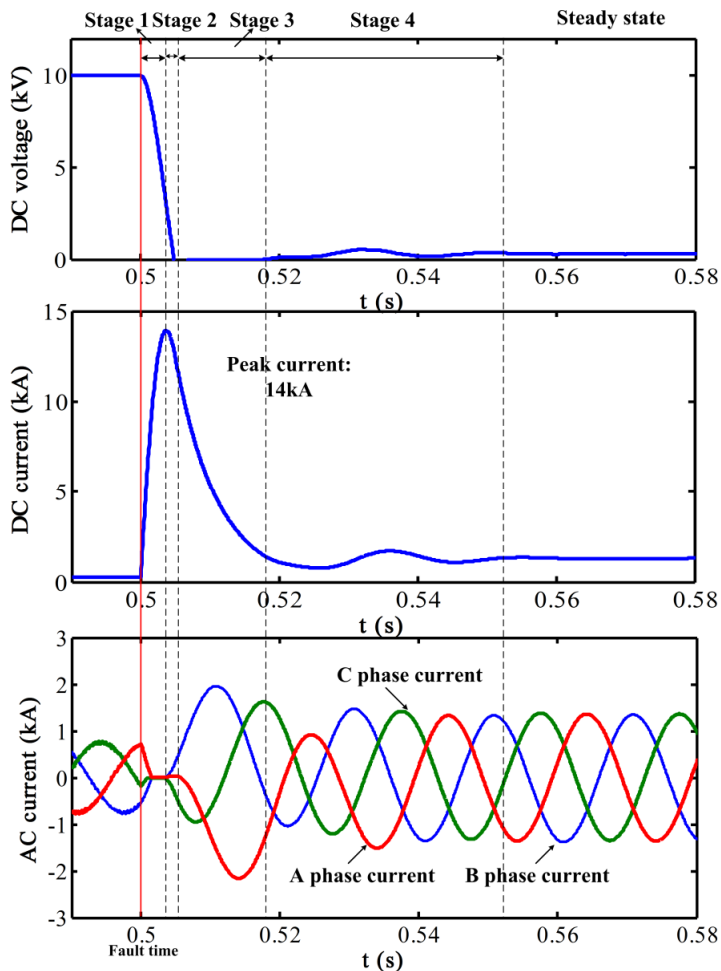 Stage 1 Stage 2 Stage 3 Stage 4 Steady state
DC voltage (kV)
10
5
0
0.5 0.52 0.54 0.56 0.58
t (s)
DC current (kA)
15
10
5
0
Peak current:
14kA
0.5 0.52 0.54 0.56 0.58
t (s)
AC current (kA)
3
2
1
0
-1
-2
-3
C phase current
A phase current B phase current
0.5 0.52 0.54 0.56 0.58
Fault time
t (s)